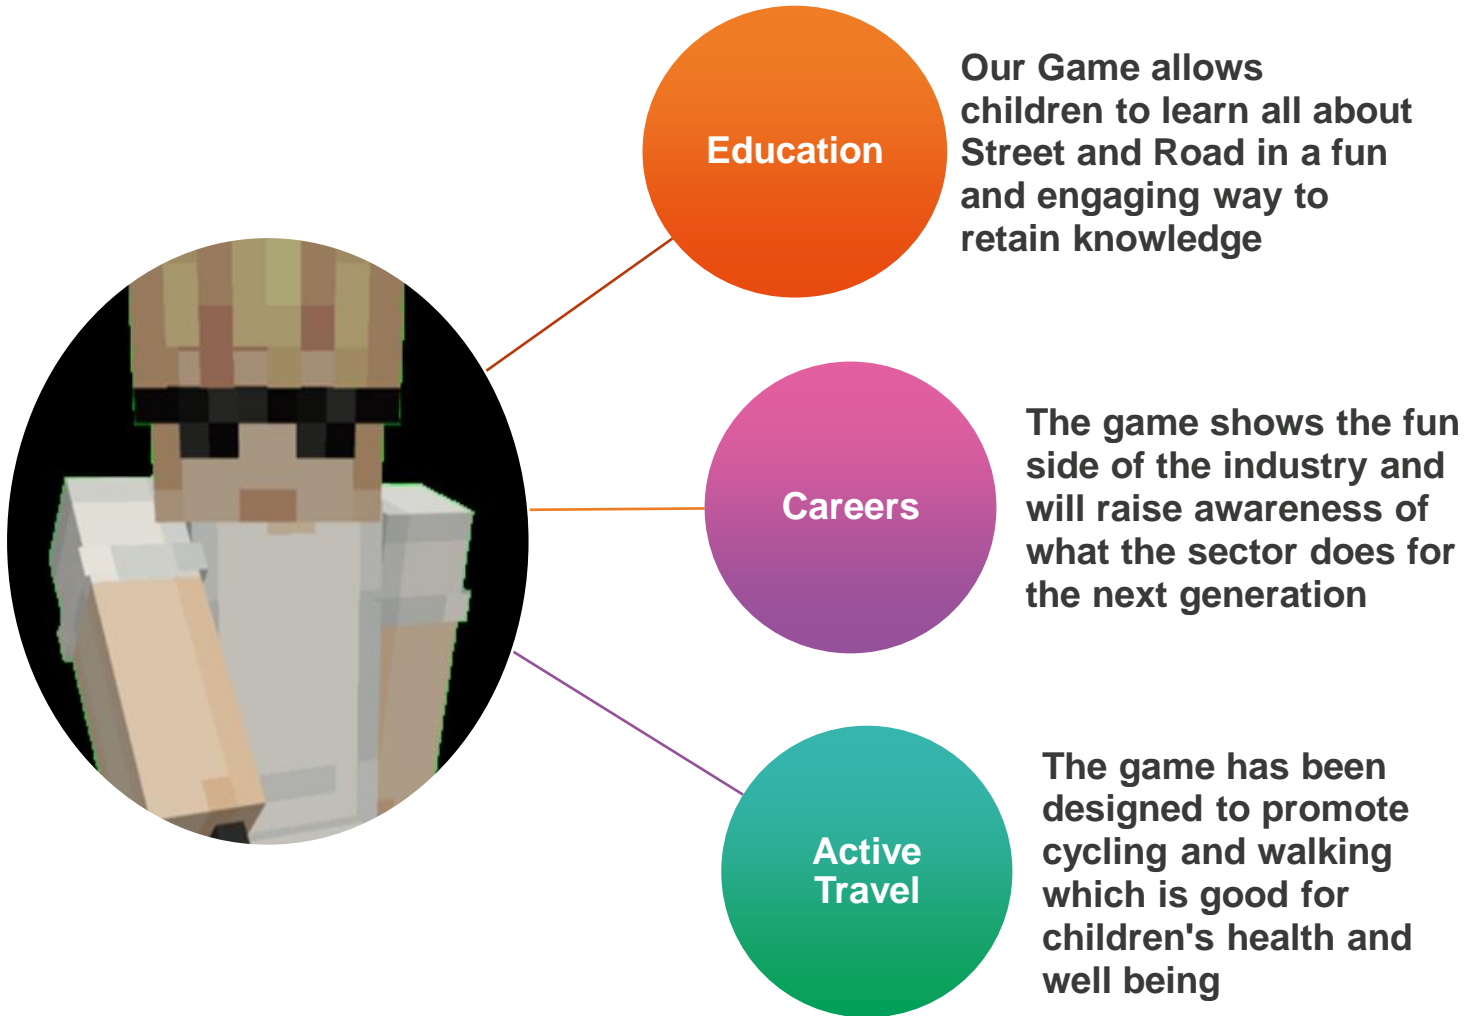 Education
Our Game allows
children to learn all about
Street and Road in a fun
and engaging way to
retain knowledge
Careers
The game shows the fun
side of the industry and
will raise awareness of
what the sector does for
the next generation
Active
Travel
The game has been
designed to promote
cycling and walking
which is good for
children's health and
well being